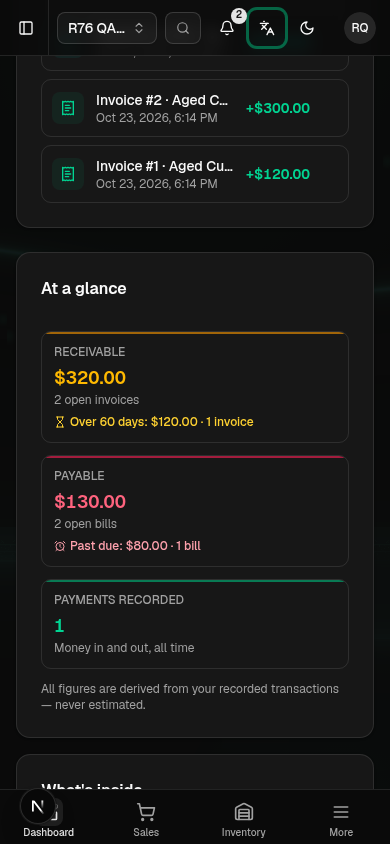 R76 QA...
2
RQ
Invoice #2 · Aged C...
Oct 23, 2026, 6:14 PM
+$300.00
Invoice #1 · Aged Cu...
Oct 23, 2026, 6:14 PM
+$120.00
At a glance
RECEIVABLE
$320.00
2 open invoices
Over 60 days: $120.00 · 1 invoice
PAYABLE
$130.00
2 open bills
Past due: $80.00 · 1 bill
PAYMENTS RECORDED
1
Money in and out, all time
All figures are derived from your recorded transactions
— never estimated.
What's inside
N
Dashboard
Sales
Inventory
More